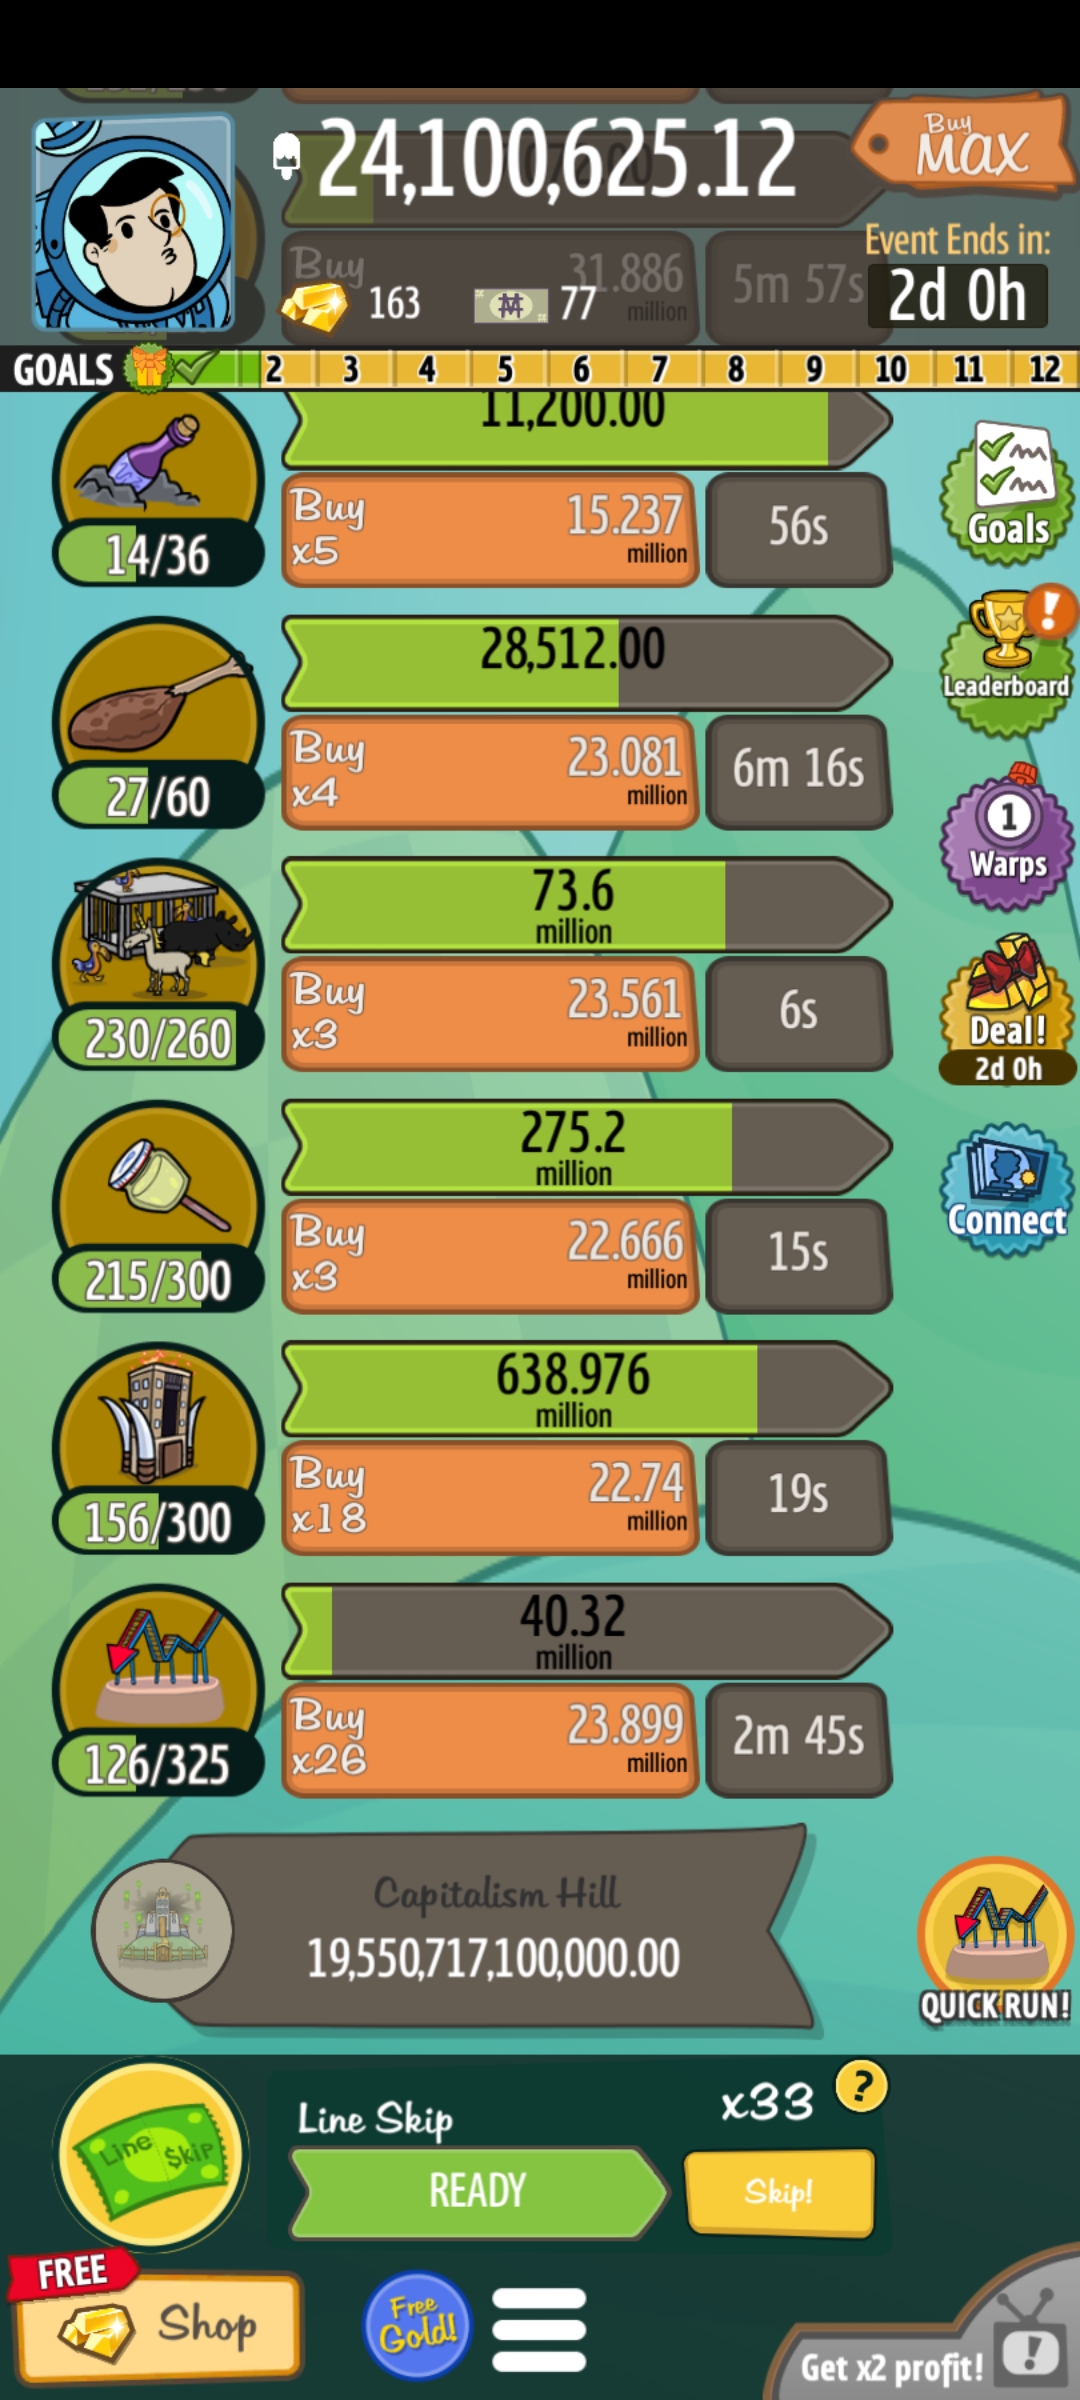 24,100,625.12
Buy
MAX
Event Ends in:
2d 0h
Buy
31.886
million
5m 57s
163
77
GOALS 2 3 4 5 6 7 8 9 10 11 12
11,200.00
14/36
Buy
x5
15.237
million
56s
Goals
28,512.00
27/60
Buy
x4
23.081
million
6m 16s
Leaderboard
73.6
million
230/260
Buy
x3
23.561
million
6s
1
Warps
Deal!
2d 0h
275.2
million
215/300
Buy
x3
22.666
million
15s
Connect
638.976
million
156/300
Buy
x18
22.74
million
19s
40.32
million
126/325
Buy
x26
23.899
million
2m 45s
Capitalism Hill
19,550,717,100,000.00
QUICK RUN!
Line $kip
Line Skip
x33
?
READY
Skip!
FREE
Shop
Free
Gold!
Get x2 profit!